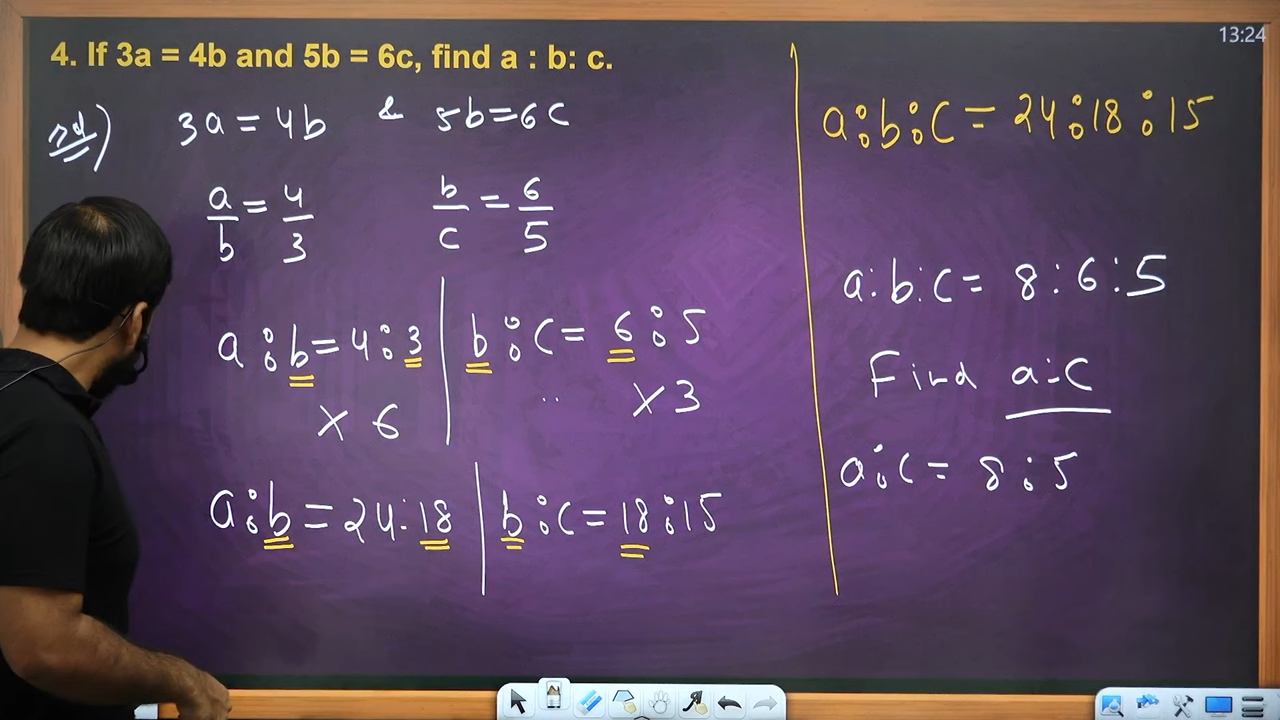 13:24
4. If 3a = 4b and 5b = 6c, find a : b: c.
3a = 4b & 5b = 6c
a/b = 4/3 b/c = 6/5
a : b = 4 : 3 b : c = 6 : 5
× 6 × 3
a : b = 24 : 18 b : c = 18 : 15
a : b : c = 24 : 18 : 15
a : b : c = 8 : 6 : 5
Find a : c
a : c = 8 : 5